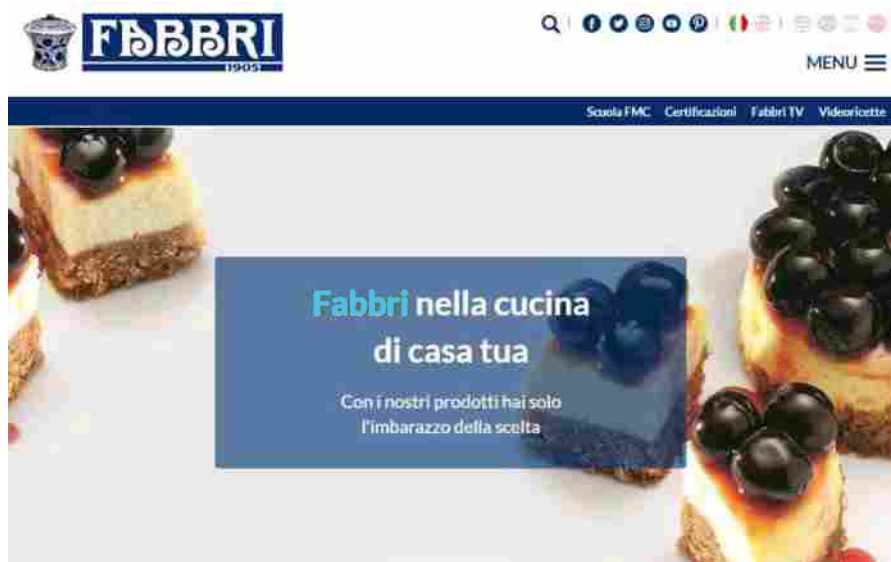 FABBRI
1905
MENU
Scuola FMC Certificazioni Fabbri TV Videoricette
Fabbri nella cucina
di casa tua
Con i nostri prodotti hai solo
l'imbarazzo della scelta